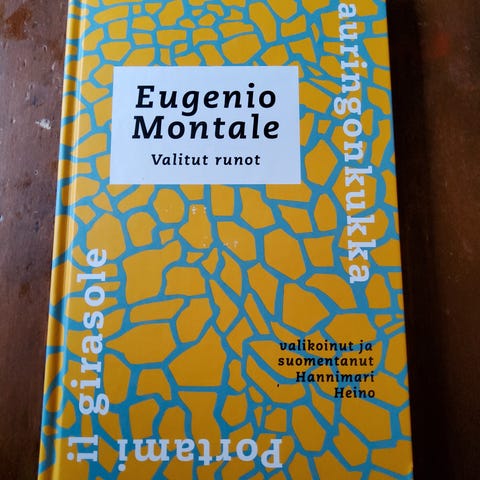 Eugenio
Montale
Valitut runot
auringonkukka
valikoinut ja
suomentanut
Hannimari
Heino
Portami
il girasole